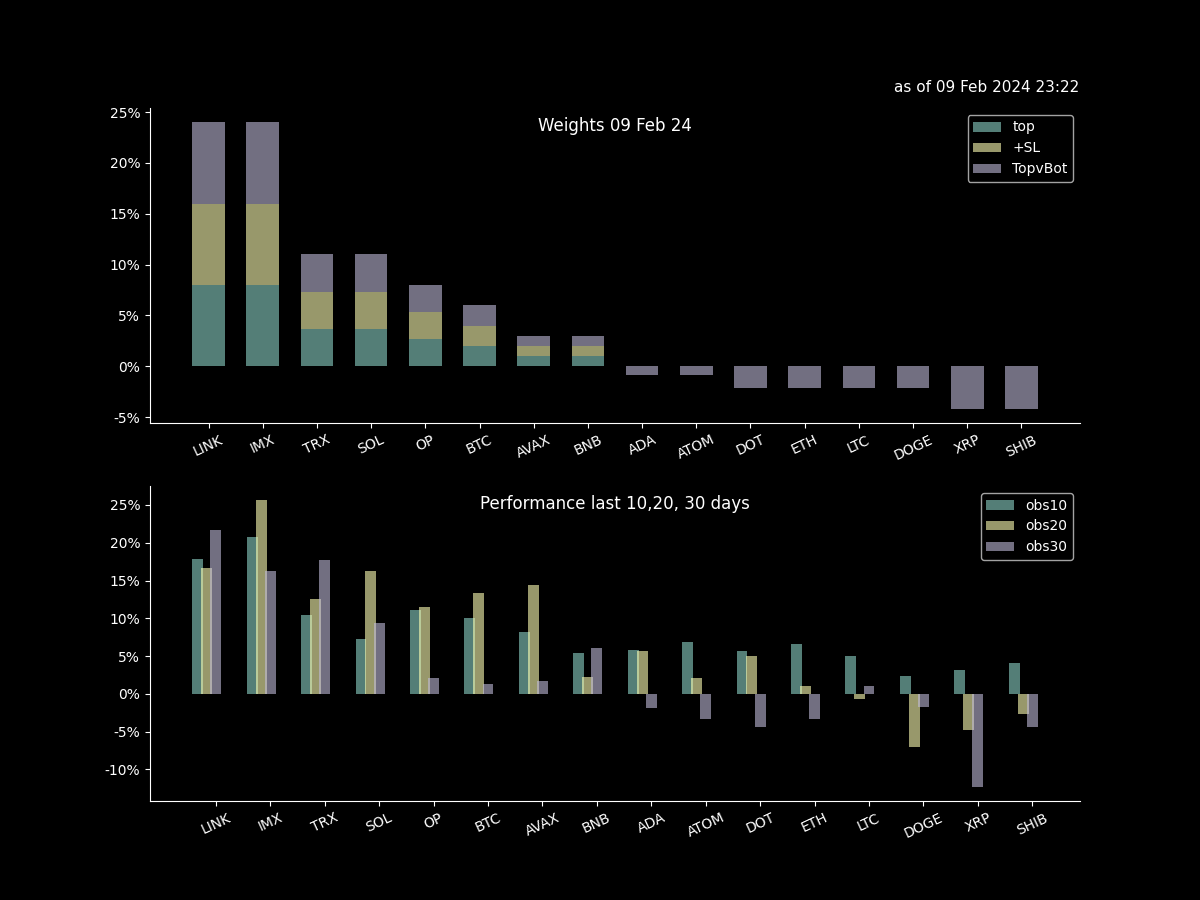 as of 09 Feb 2024 23:22
Weights 09 Feb 24
top
+SL
TopvBot
25%
20%
15%
10%
5%
0%
-5%
LINK IMX TRX SOL OP BTC AVAX BNB ADA ATOM DOT ETH LTC DOGE XRP SHIB
Performance last 10,20, 30 days
obs10
obs20
obs30
25%
20%
15%
10%
5%
0%
-5%
-10%
LINK IMX TRX SOL OP BTC AVAX BNB ADA ATOM DOT ETH LTC DOGE XRP SHIB